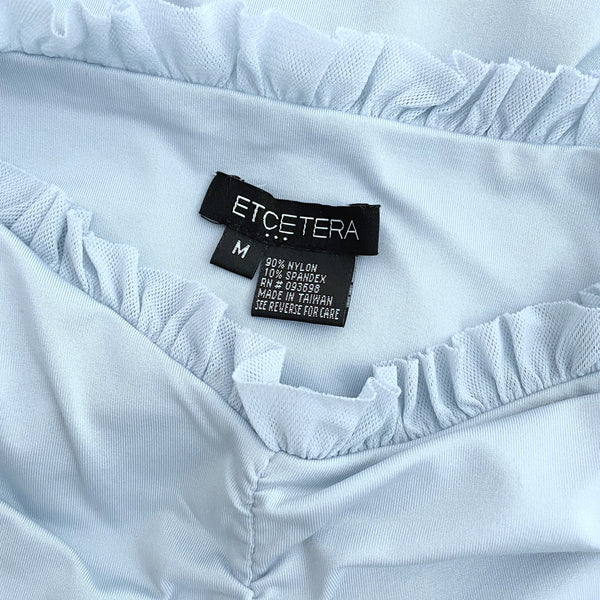 ETCETERA
M
90% NYLON
10% SPANDEX
RN # 093698
MADE IN TAIWAN
SEE REVERSE FOR CARE